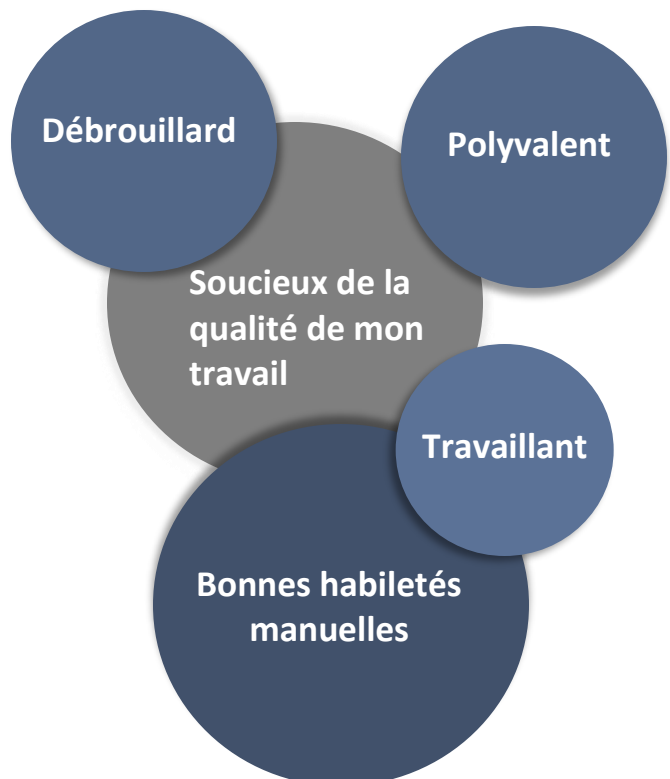 Débrouillard
Polyvalent
Soucieux de la
qualité de mon
travail
Travaillant
Bonnes habiletés
manuelles